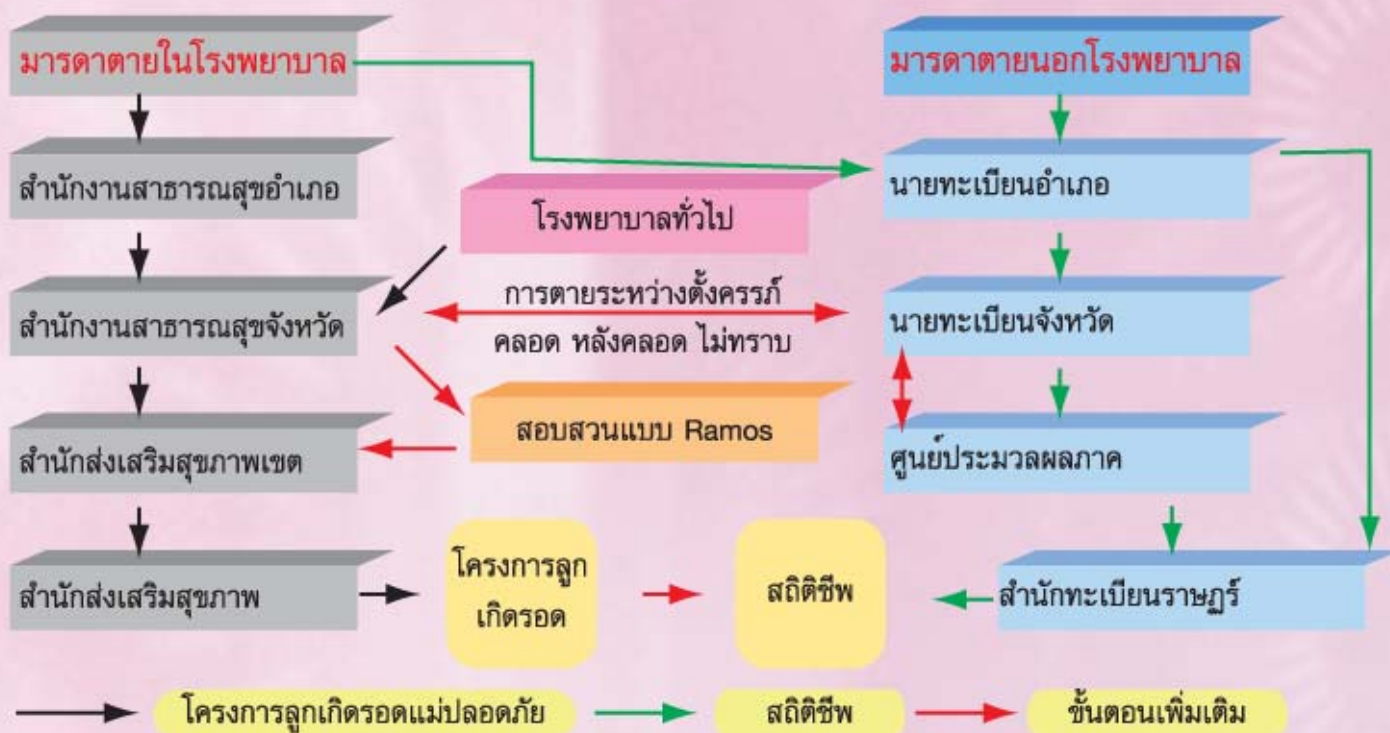 มารดาตายในโรงพยาบาล
มารดาตายนอกโรงพยาบาล
สำนักงานสาธารณสุขอำเภอ
นายทะเบียนอำเภอ
โรงพยาบาลทั่วไป
สำนักงานสาธารณสุขจังหวัด
การตายระหว่างตั้งครรภ์
คลอด หลังคลอด ไม่ทราบ
นายทะเบียนจังหวัด
สำนักส่งเสริมสุขภาพเขต
สอบสวนแบบ Ramos
ศูนย์ประมวลผลภาค
สำนักส่งเสริมสุขภาพ
โครงการลูก
เกิดรอด
สถิติชีพ
สำนักทะเบียนราษฎร์
โครงการลูกเกิดรอดแม่ปลอดภัย
สถิติชีพ
ขั้นตอนเพิ่มเติม